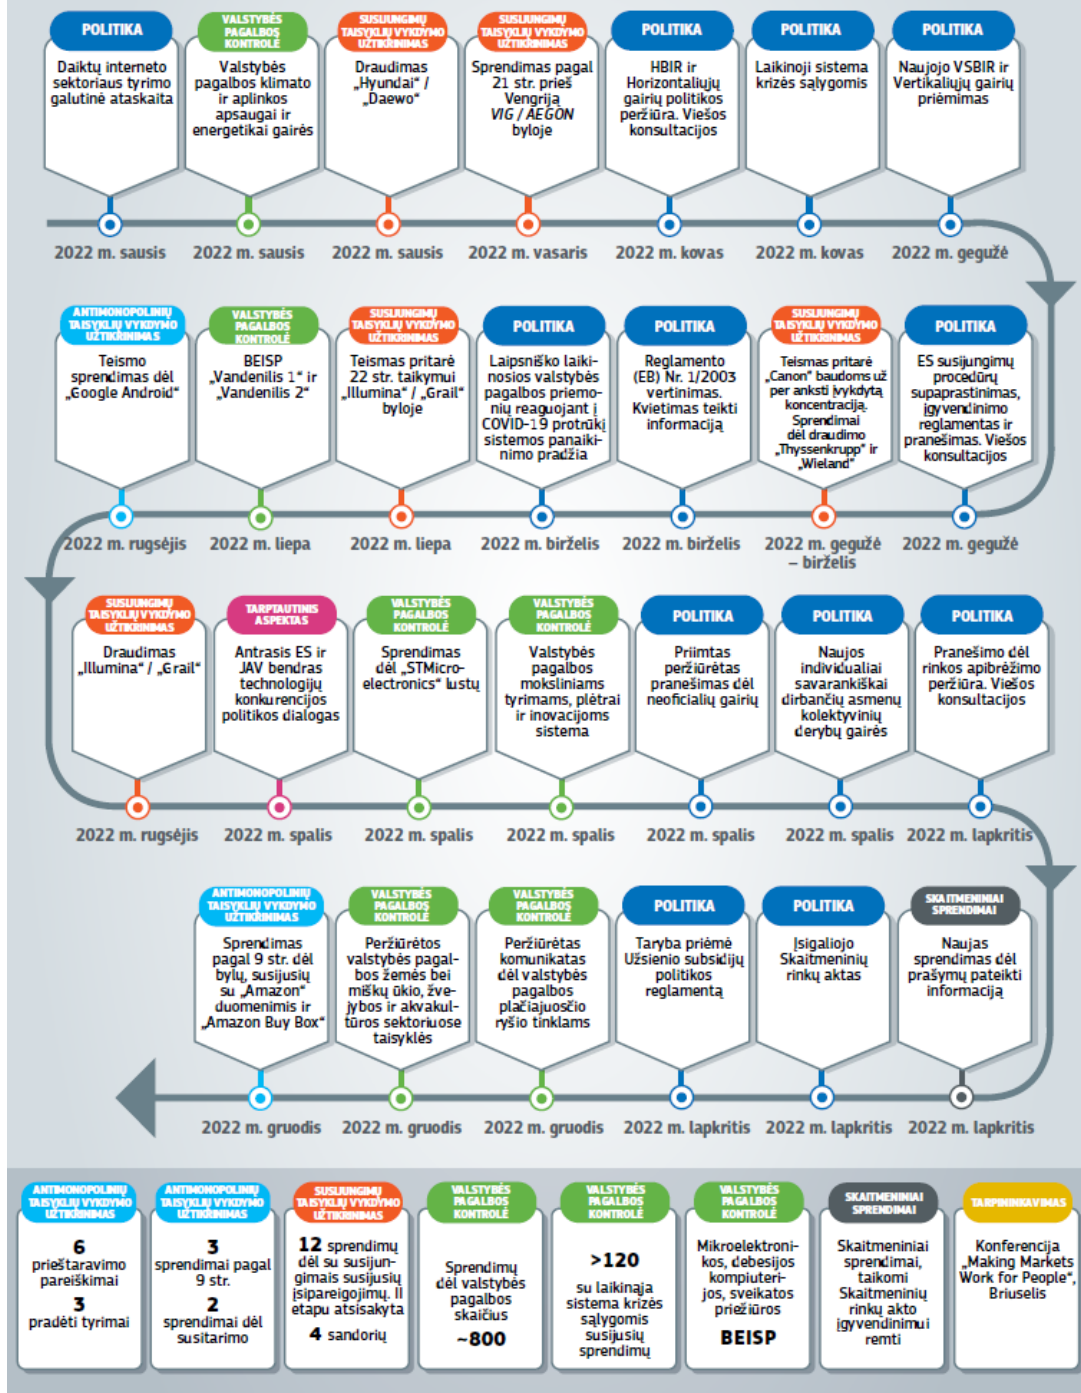 POLITIKA
Daiktų interneto
sektoriaus tyrimo
galutinė ataskaita
2022 m. sausis
VALSTYBĖS
PAGALBOS
KONTROLĖ
Valstybės
pagalbos klimato
ir aplinkos
apsaugai ir
energetikai gairės
2022 m. sausis
SUSIJUNGIMŲ
TAISYKLIŲ VYKDYMO
UŽTIKRINIMAS
Draudimas
„Hyundai“ /
„Daewo“
2022 m. sausis
SUSIJUNGIMŲ
TAISYKLIŲ VYKDYMO
UŽTIKRINIMAS
Sprendimas pagal
21 str. prieš
Vengriją
VIG / AEGON
byloje
2022 m. vasaris
POLITIKA
HBIR ir
Horizontaliųjų
gairių politikos
peržiūra. Viešos
konsultacijos
2022 m. kovas
POLITIKA
Laikinoji sistema
krizės sąlygomis
2022 m. kovas
POLITIKA
Naujojo VSBIR ir
Vertikaliųjų gairių
priėmimas
2022 m. gegužė
ANTIMONOPOLINIŲ
TAISYKLIŲ VYKDYMO
UŽTIKRINIMAS
Teismo
sprendimas dėl
„Google Android“
2022 m. rugsėjis
VALSTYBĖS
PAGALBOS
KONTROLĖ
BEISP
„Vandenilis 1“ ir
„Vandenilis 2“
2022 m. liepa
SUSIJUNGIMŲ
TAISYKLIŲ VYKDYMO
UŽTIKRINIMAS
Teismas pritarė
22 str. taikymui
„Illumina“ / „Grail“
byloje
2022 m. liepa
POLITIKA
Laipsniško laiki-
nosios valstybės
pagalbos priemo-
nių reaguojant į
COVID-19 protrūkį
sistemos panaiki-
nimo pradžia
2022 m. birželis
POLITIKA
Reglamento
(EB) Nr. 1/2003
vertinimas.
Kvietimas teikti
informaciją
2022 m. birželis
SUSIJUNGIMŲ
TAISYKLIŲ VYKDYMO
UŽTIKRINIMAS
Teismas pritarė
„Canon“ baudoms už
per anksti įvykdytą
koncentraciją.
Sprendimai
dėl draudimo
„Thyssenkrupp“ ir
„Wieland“
2022 m. gegužė
– birželis
POLITIKA
ES susijungimų
procedūrų
supaprastinimas,
įgyvendinimo
reglamentas ir
pranešimas. Viešos
konsultacijos
2022 m. gegužė
SUSIJUNGIMŲ
TAISYKLIŲ VYKDYMO
UŽTIKRINIMAS
Draudimas
„Illumina“ / „Grail“
2022 m. rugsėjis
TARPTAUTINIS
ASPEKTAS
Antrasis ES ir
JAV bendras
technologijų
konkurencijos
politikos dialogas
2022 m. spalis
VALSTYBĖS
PAGALBOS
KONTROLĖ
Sprendimas
dėl „STMicro-
electronics“ lustų
2022 m. spalis
VALSTYBĖS
PAGALBOS
KONTROLĖ
Valstybės
pagalbos
moksliniams
tyrimams, plėtrai
ir inovacijoms
sistema
2022 m. spalis
POLITIKA
Priimtas
peržiūrėtas
pranešimas dėl
neoficialių gairių
2022 m. spalis
POLITIKA
Naujos
individualiai
savarankiškai
dirbančių asmenų
kolektyvinių
derybų gairės
2022 m. spalis
POLITIKA
Pranešimo dėl
rinkos apibrėžimo
peržiūra. Viešos
konsultacijos
2022 m. lapkritis
ANTIMONOPOLINIŲ
TAISYKLIŲ VYKDYMO
UŽTIKRINIMAS
Sprendimas
pagal 9 str. dėl
bylų, susijusių
su „Amazon“
duomenimis ir
„Amazon Buy Box“
2022 m. gruodis
VALSTYBĖS
PAGALBOS
KONTROLĖ
Peržiūrėtos
valstybės pagal-
bos žemės bei
miškų ūkio, žve-
jybos ir akvakul-
tūros sektoriuose
taisyklės
2022 m. gruodis
VALSTYBĖS
PAGALBOS
KONTROLĖ
Peržiūrėtas
komunikatas
dėl valstybės
pagalbos
plačiajuosčio
ryšio tinklams
2022 m. gruodis
POLITIKA
Taryba priėmė
Užsienio subsidijų
politikos
reglamentą
2022 m. lapkritis
POLITIKA
Įsigaliojo
Skaitmeninių
rinkų aktas
2022 m. lapkritis
SKAITMENINIAI
SPRENDIMAI
Naujas
sprendimas dėl
prašymų pateikti
informaciją
2022 m. lapkritis
ANTIMONOPOLINIŲ
TAISYKLIŲ VYKDYMO
UŽTIKRINIMAS
6
prieštaravimo
pareiškimai
3
pradėti tyrimai
ANTIMONOPOLINIŲ
TAISYKLIŲ VYKDYMO
UŽTIKRINIMAS
3
sprendimai pagal
9 str.
2
sprendimai dėl
susitarimo
SUSIJUNGIMŲ
TAISYKLIŲ VYKDYMO
UŽTIKRINIMAS
12 sprendimų
dėl su susijun-
gimais susijusių
įsipareigojimų. II
etapu atsisakyta
4 sandorių
VALSTYBĖS
PAGALBOS
KONTROLĖ
Sprendimų
dėl valstybės
pagalbos
skaičius
~800
VALSTYBĖS
PAGALBOS
KONTROLĖ
>120
su laikinąja
sistema krizės
sąlygomis
susijusių
sprendimų
VALSTYBĖS
PAGALBOS
KONTROLĖ
Mikroelektroni-
kos, debesijos
kompiuteri-
jos, sveikatos
priežiūros
BEISP
SKAITMENINIAI
SPRENDIMAI
Skaitmeniniai
sprendimai,
taikomi
Skaitmeninių
rinkų akto
įgyvendinimui
remti
TARPININKAVIMAS
Konferencija
„Making Markets
Work for People“,
Briuselis